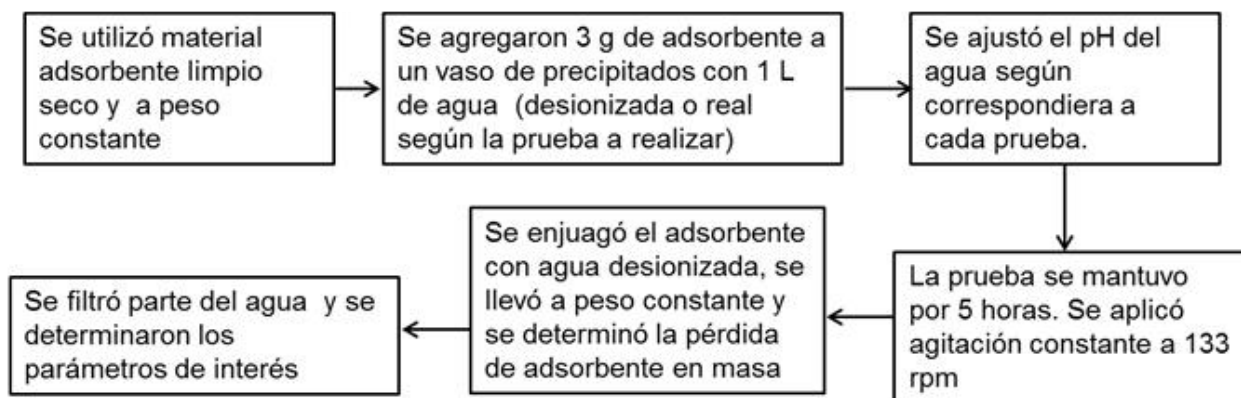 Se utilizó material
adsorbente limpio
seco y a peso
constante
Se agregaron 3 g de adsorbente a
un vaso de precipitados con 1 L
de agua (desionizada o real
según la prueba a realizar)
Se ajustó el pH del
agua según
correspondiera a
cada prueba.
La prueba se mantuvo
por 5 horas. Se aplicó
agitación constante a 133
rpm
Se enjuagó el adsorbente
con agua desionizada, se
llevó a peso constante y
se determinó la pérdida
de adsorbente en masa
Se filtró parte del agua y se
determinaron los
parámetros de interés